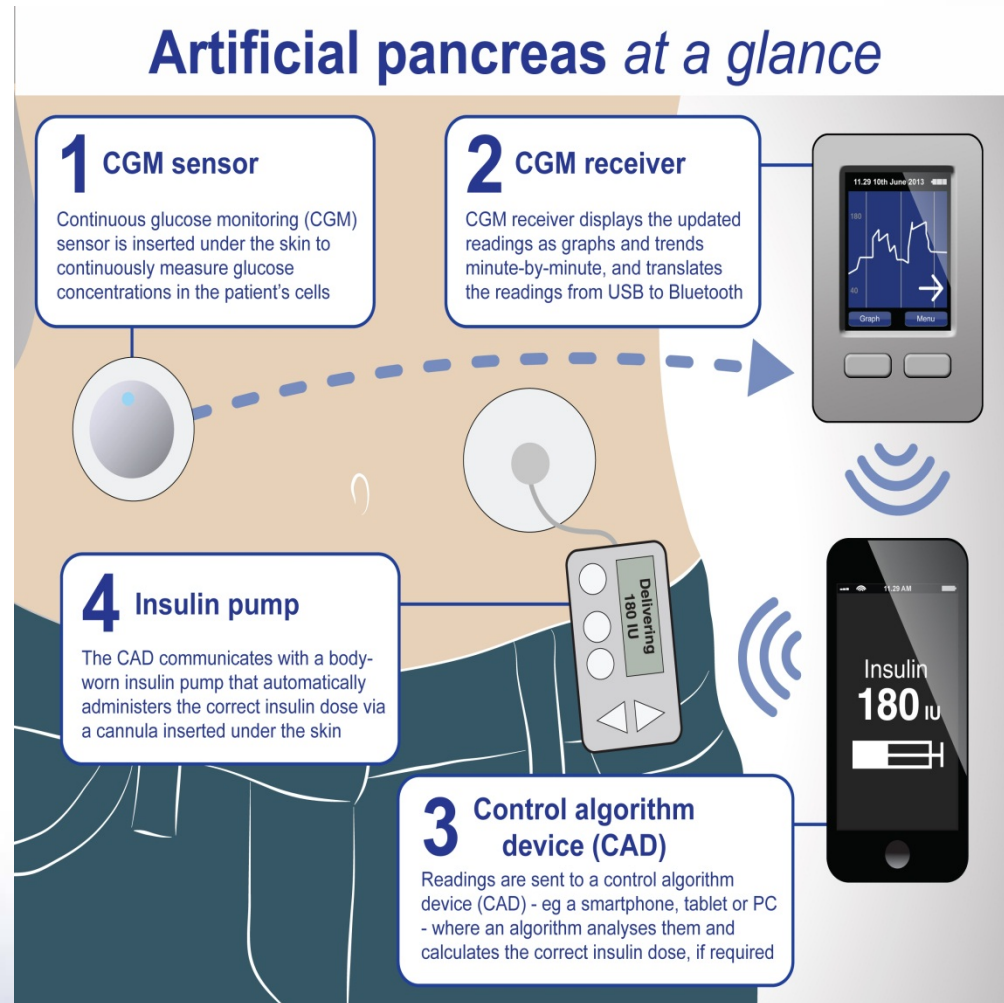 Artificial pancreas at a glance
1 CGM sensor
Continuous glucose monitoring (CGM)
sensor is inserted under the skin to
continuously measure glucose
concentrations in the patient's cells
2 CGM receiver
CGM receiver displays the updated
readings as graphs and trends
minute-by-minute, and translates
the readings from USB to Bluetooth
11.29 10th June 2013
180
40
Graph
Menu
4 Insulin pump
The CAD communicates with a body-
worn insulin pump that automatically
administers the correct insulin dose via
a cannula inserted under the skin
Delivering
180 IU
11.29 AM
Insulin
180 IU
3 Control algorithm
device (CAD)
Readings are sent to a control algorithm
device (CAD) - eg a smartphone, tablet or PC
- where an algorithm analyses them and
calculates the correct insulin dose, if required